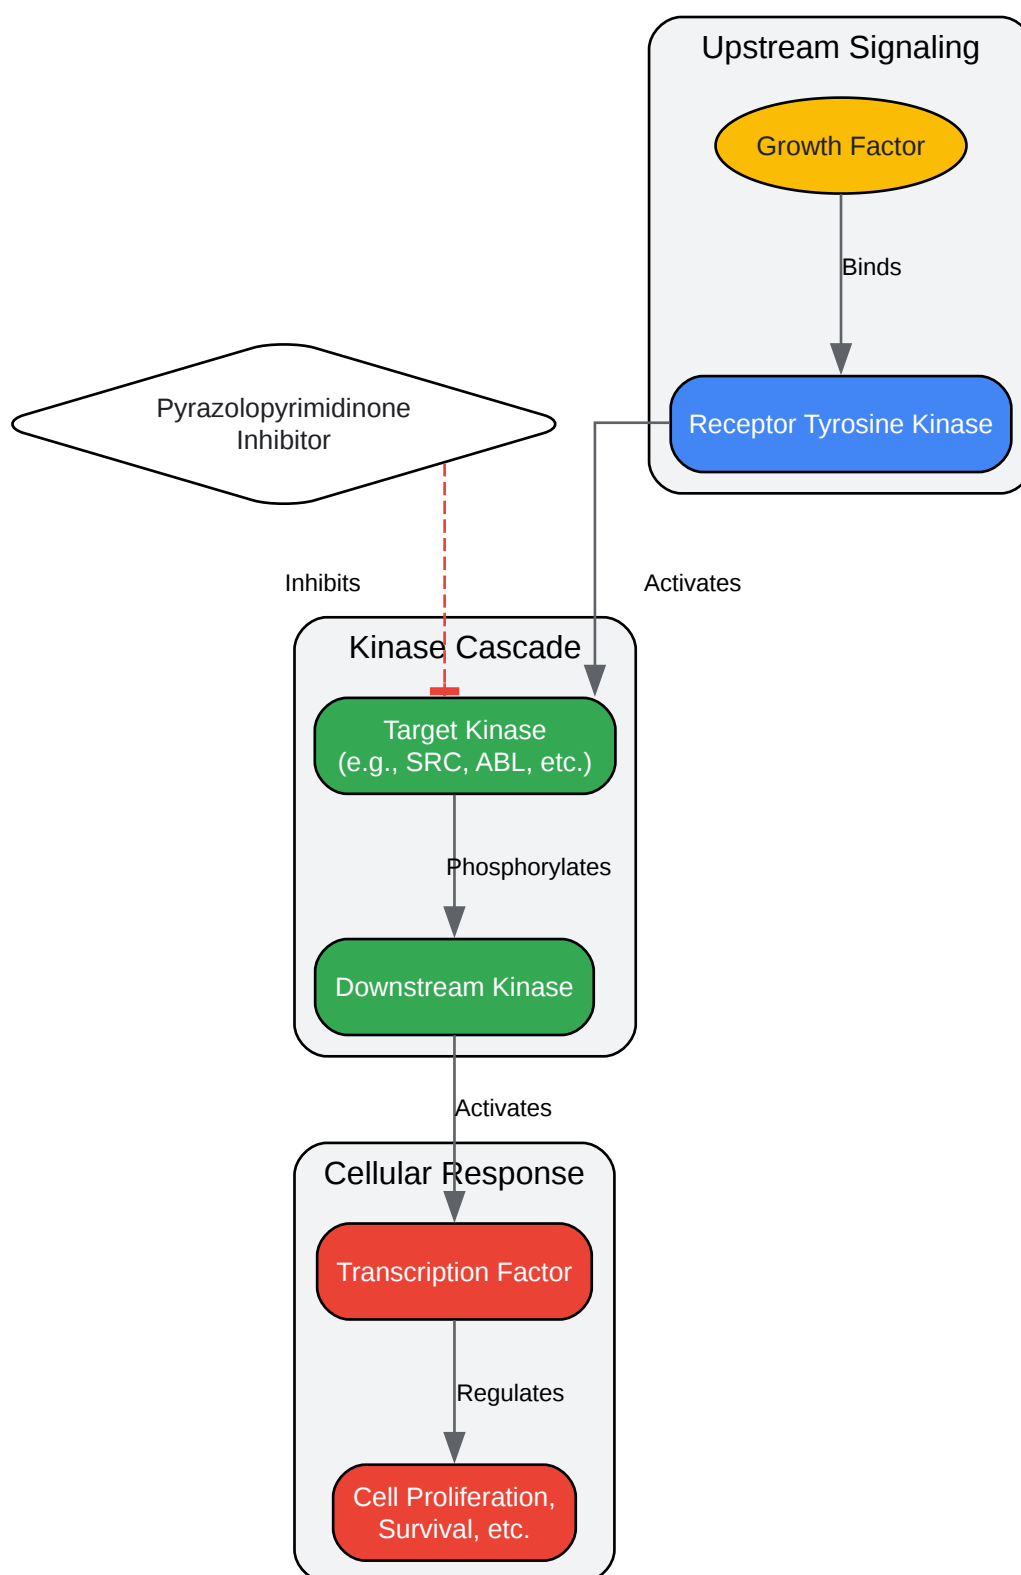 Upstream Signaling
Growth Factor
Binds
Receptor Tyrosine Kinase
Pyrazolopyrimidinone
Inhibitor
Inhibits
Activates
Kinase Cascade
Target Kinase
(e.g., SRC, ABL, etc.)
Phosphorylates
Downstream Kinase
Activates
Cellular Response
Transcription Factor
Regulates
Cell Proliferation,
Survival, etc.